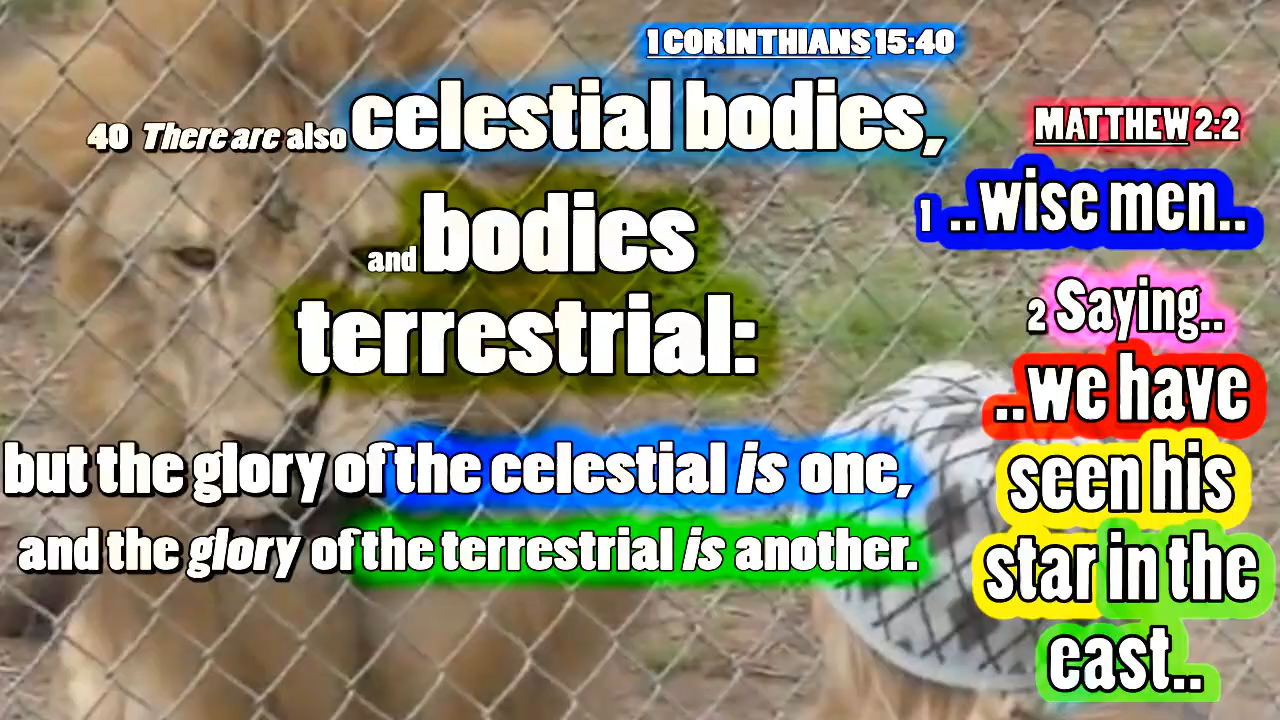 1 CORINTHIANS 15:40
40 There are also celestial bodies,
and bodies
terrestrial:
but the glory of the celestial is one,
and the glory of the terrestrial is another.
MATTHEW 2:2
1 ..wise men..
2 Saying..
..we have
seen his
star in the
east..